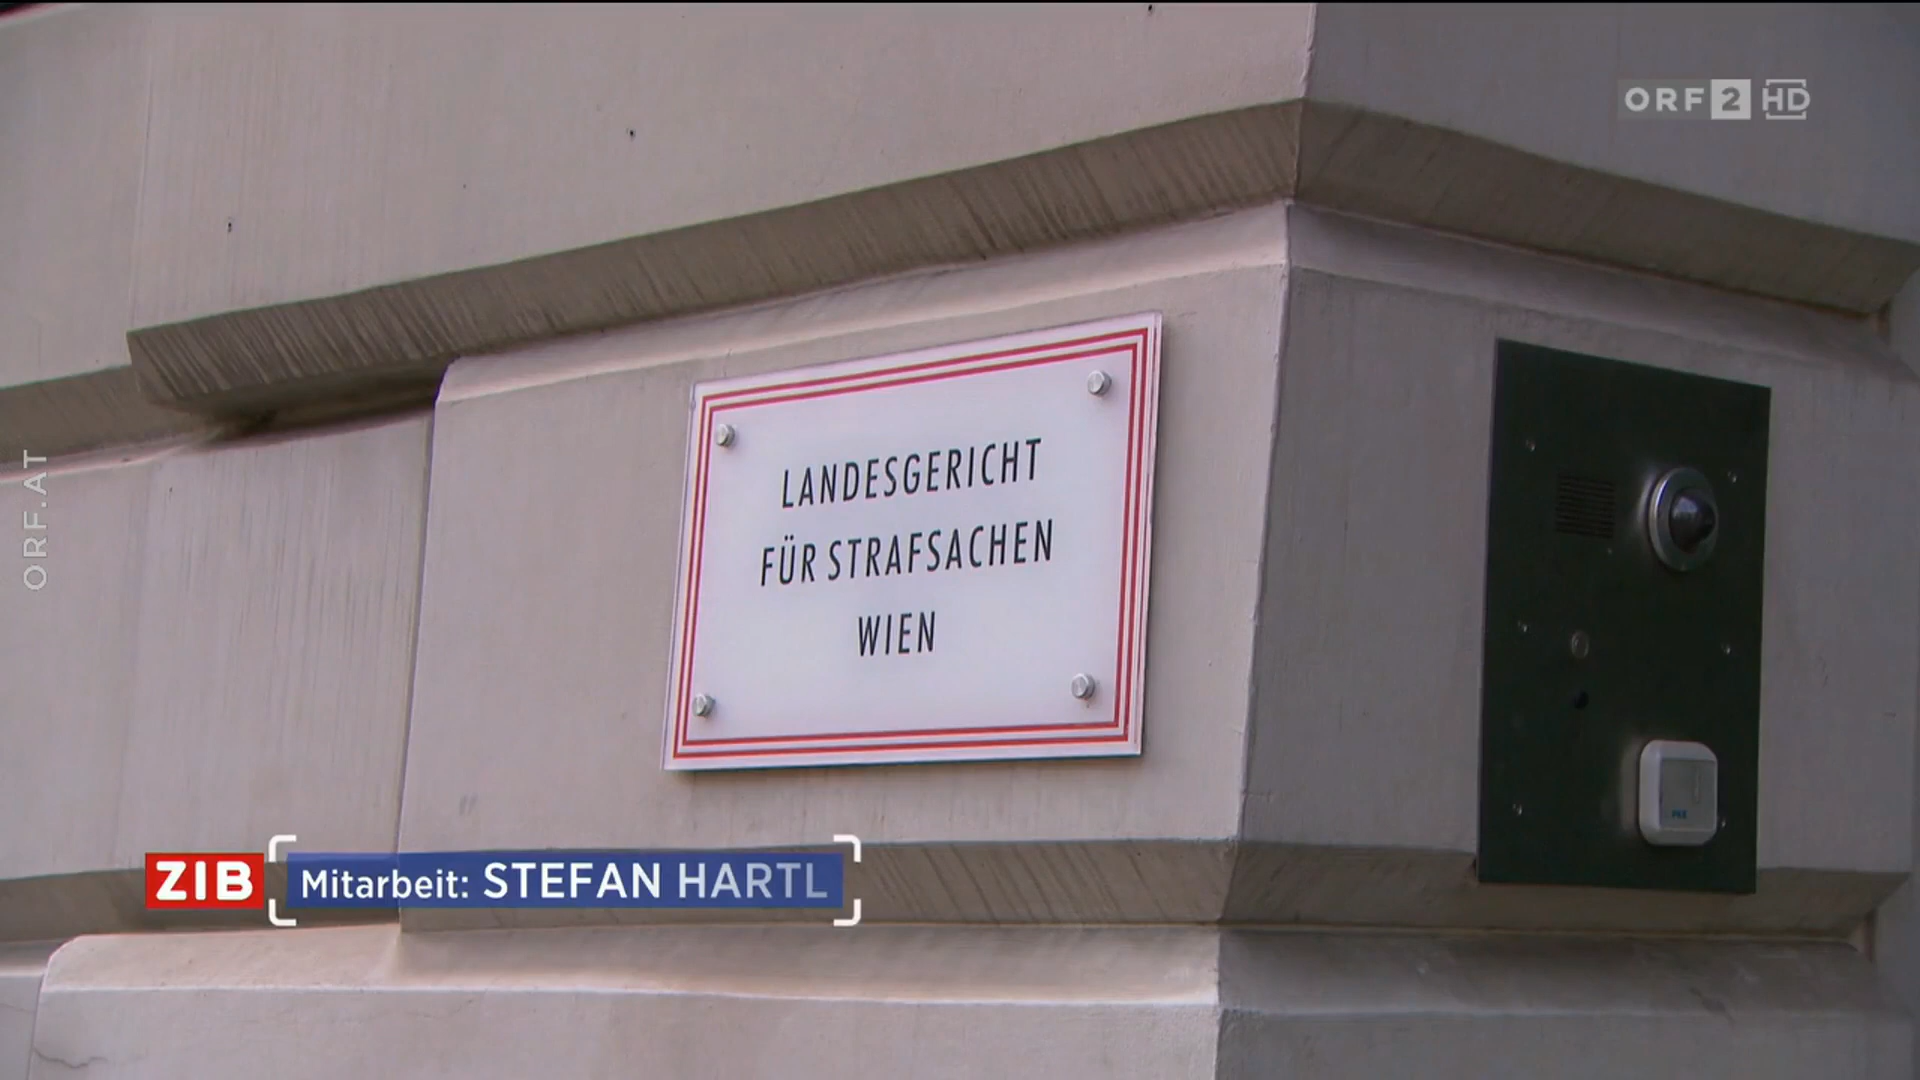 ORF 2 HD
ORF.AT
LANDESGERICHT
FÜR STRAFSACHEN
WIEN
ZIB Mitarbeit: STEFAN HARTL